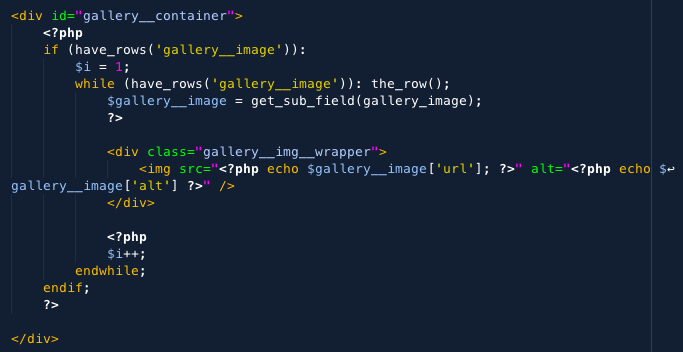 <div id="gallery__container">
    <?php
    if (have_rows('gallery__image')):
        $i = 1;
        while (have_rows('gallery__image')): the_row();
            $gallery__image = get_sub_field(gallery_image);
            ?>

            <div class="gallery__img__wrapper">
                <img src="<?php echo $gallery__image['url']; ?>" alt="<?php echo $↩
gallery__image['alt'] ?>" />
            </div>

            <?php
            $i++;
        endwhile;
    endif;
    ?>

</div>